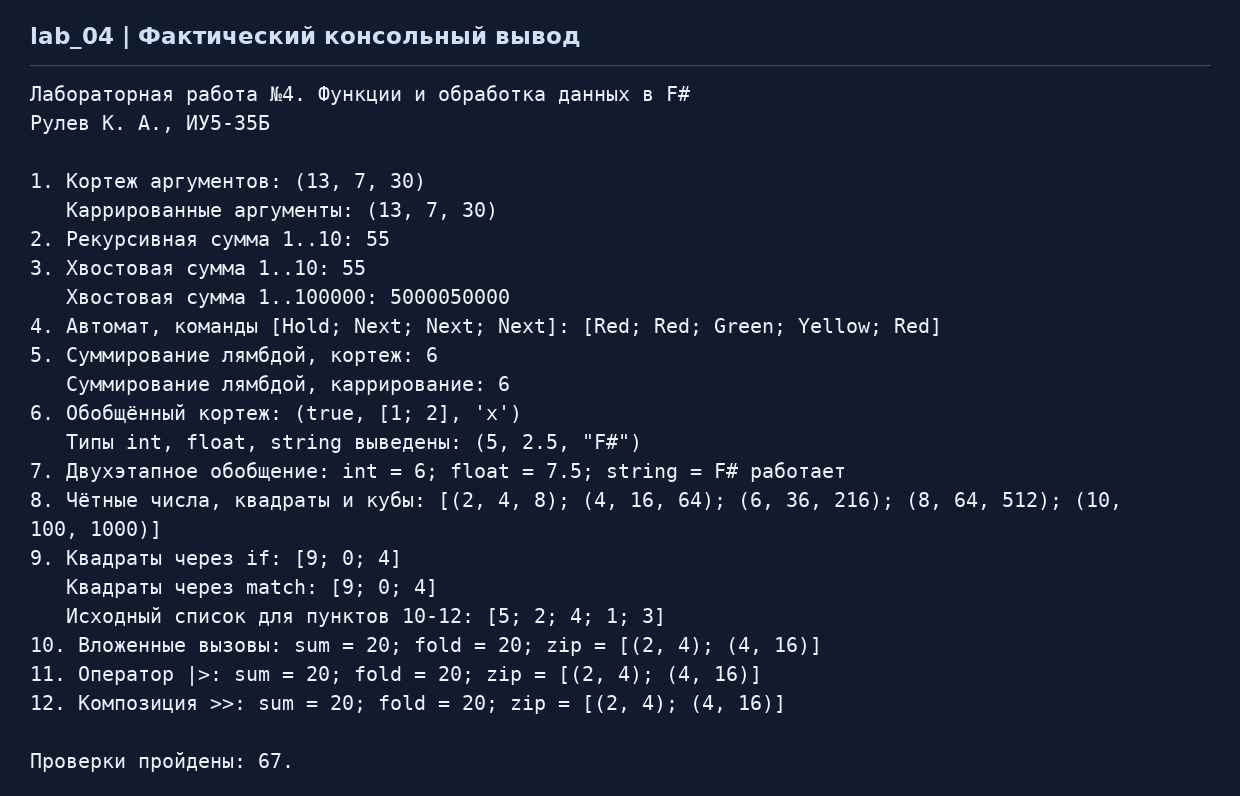 lab_04 | Фактический консольный вывод
Лабораторная работа №4. Функции и обработка данных в F#
Рулев К. А., ИУ5-35Б
1. Кортеж аргументов: (13, 7, 30)
Каррированные аргументы: (13, 7, 30)
2. Рекурсивная сумма 1..10: 55
3. Хвостовая сумма 1..10: 55
Хвостовая сумма 1..100000: 5000050000
4. Автомат, команды [Hold; Next; Next; Next]: [Red; Red; Green; Yellow; Red]
5. Суммирование лямбдой, кортеж: 6
Суммирование лямбдой, каррирование: 6
6. Обобщённый кортеж: (true, [1; 2], 'x')
Типы int, float, string выведены: (5, 2.5, "F#")
7. Двухэтапное обобщение: int = 6; float = 7.5; string = F# работает
8. Чётные числа, квадраты и кубы: [(2, 4, 8); (4, 16, 64); (6, 36, 216); (8, 64, 512); (10,
100, 1000)]
9. Квадраты через if: [9; 0; 4]
Квадраты через match: [9; 0; 4]
Исходный список для пунктов 10-12: [5; 2; 4; 1; 3]
10. Вложенные вызовы: sum = 20; fold = 20; zip = [(2, 4); (4, 16)]
11. Оператор |>: sum = 20; fold = 20; zip = [(2, 4); (4, 16)]
12. Композиция >>: sum = 20; fold = 20; zip = [(2, 4); (4, 16)]
Проверки пройдены: 67.